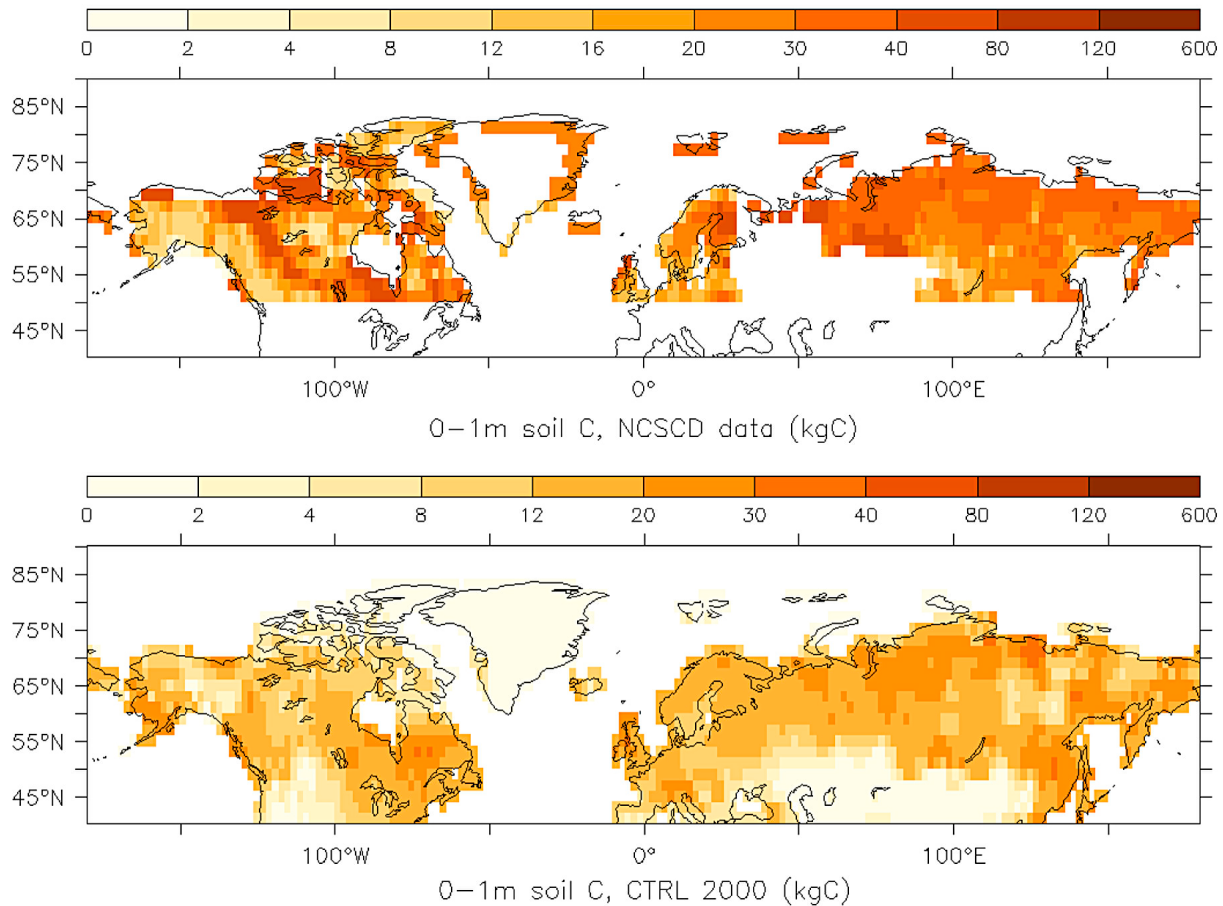 0 2 4 8 12 16 20 30 40 80 120 600
85°N
75°N
65°N
55°N
45°N
100°W 0° 100°E
0-1m soil C, NCSCD data (kgC)
0 2 4 8 12 20 30 40 80 120 600
85°N
75°N
65°N
55°N
45°N
100°W 0° 100°E
0-1m soil C, CTRL 2000 (kgC)